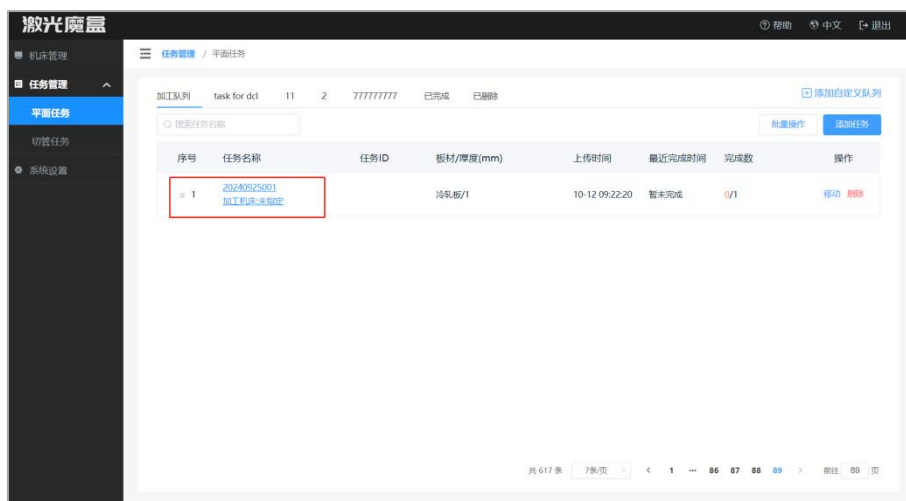 激光魔盒
帮助 中文 退出
机床管理
任务管理 / 平面任务
任务管理
平面任务
切管任务
系统设置
加工队列 task for dcl 11 2 777777777 已完成 已删除 添加自定义队列
搜索任务名称 批量操作 添加任务
序号 任务名称 任务ID 板材/厚度(mm) 上传时间 最近完成时间 完成数 操作
1 20240925001 冷轧板/1 10-12 09:22:20 暂未完成 0/1 移动 删除
加工机床:未指定
共 617 条 7条/页 < 1 ··· 86 87 88 89 > 前往 89 页